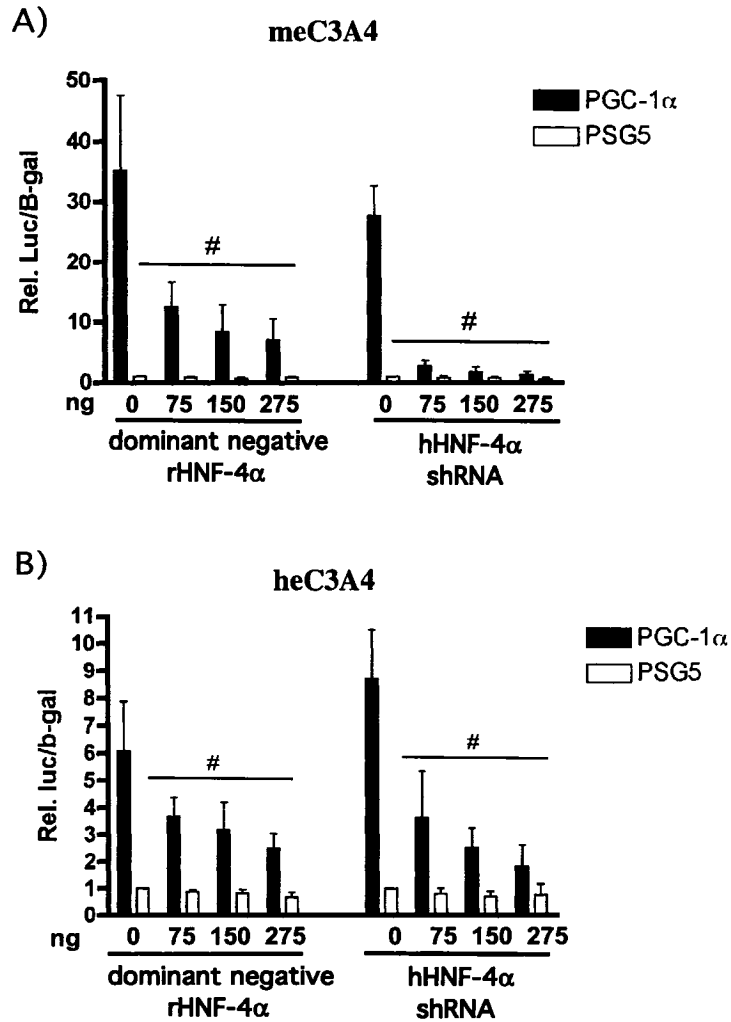 A)
meC3A4
PGC-1α
PSG5
Rel. Luc/B-gal
50
40
30
20
10
0
#
#
ng 0 75 150 275 0 75 150 275
dominant negative
rHNF-4α
hHNF-4α
shRNA
B)
heC3A4
PGC-1α
PSG5
Rel. luc/b-gal
11
10
9
8
7
6
5
4
3
2
1
0
#
#
ng 0 75 150 275 0 75 150 275
dominant negative
rHNF-4α
hHNF-4α
shRNA